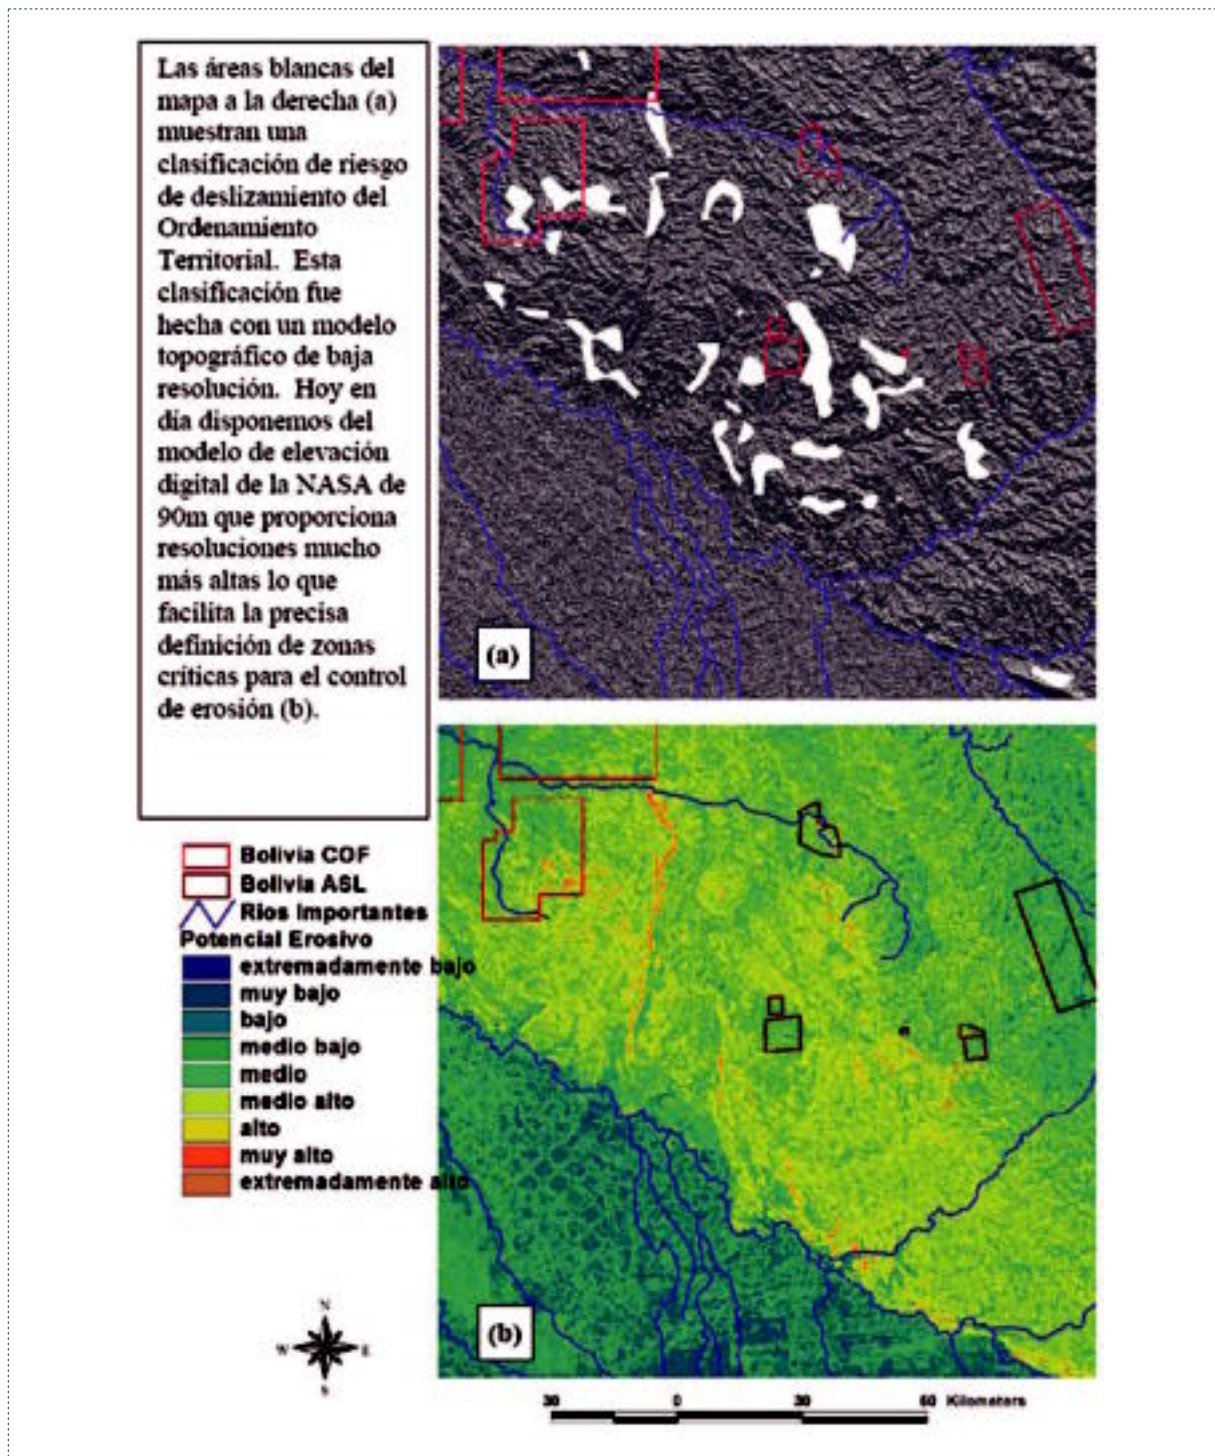 Las áreas blancas del
mapa a la derecha (a)
muestran una
clasificación de riesgo
de deslizamiento del
Ordenamiento
Territorial. Esta
clasificación fue
hecha con un modelo
topográfico de baja
resolución. Hoy en
día disponemos del
modelo de elevación
digital de la NASA de
90m que proporciona
resoluciones mucho
más altas lo que
facilita la precisa
definición de zonas
críticas para el control
de erosión (b).
(a)
Bolivia COF
Bolivia ASL
Rios Importantes
Potencial Erosivo
extremadamente bajo
muy bajo
bajo
medio bajo
medio
medio alto
alto
muy alto
extremadamente alto
(b)
N
W E
S
30 0 30 60 Kilometers